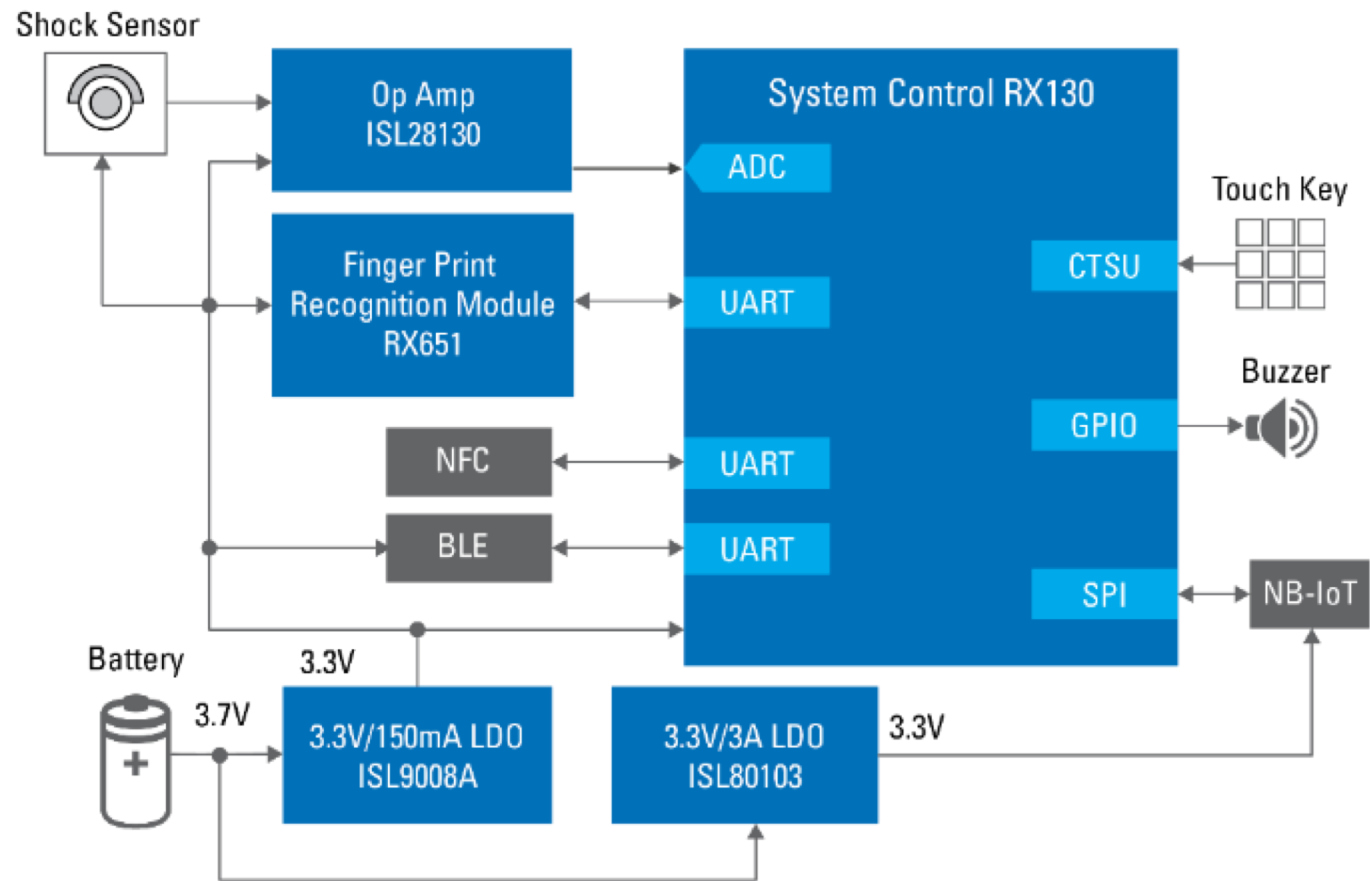 Shock Sensor
Op Amp
ISL28130
System Control RX130
ADC
Touch Key
Finger Print
Recognition Module
RX651
UART
CTSU
Buzzer
GPIO
NFC
UART
BLE
UART
SPI
NB-IoT
Battery
3.3V
3.7V
3.3V/150mA LDO
ISL9008A
3.3V/3A LDO
ISL80103
3.3V
+